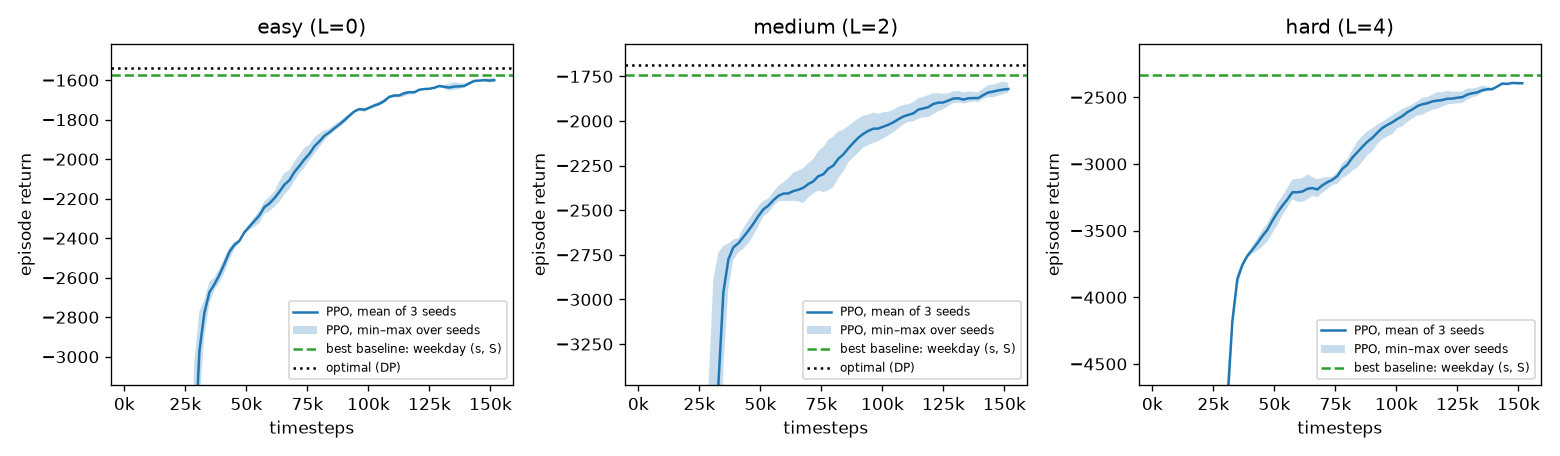 easy (L=0)
episode return
−1600
−1800
−2000
−2200
−2400
−2600
−2800
−3000
0k 25k 50k 75k 100k 125k 150k
timesteps
PPO, mean of 3 seeds
PPO, min–max over seeds
best baseline: weekday (s, S)
optimal (DP)
medium (L=2)
episode return
−1750
−2000
−2250
−2500
−2750
−3000
−3250
0k 25k 50k 75k 100k 125k 150k
timesteps
PPO, mean of 3 seeds
PPO, min–max over seeds
best baseline: weekday (s, S)
optimal (DP)
hard (L=4)
episode return
−2500
−3000
−3500
−4000
−4500
0k 25k 50k 75k 100k 125k 150k
timesteps
PPO, mean of 3 seeds
PPO, min–max over seeds
best baseline: weekday (s, S)